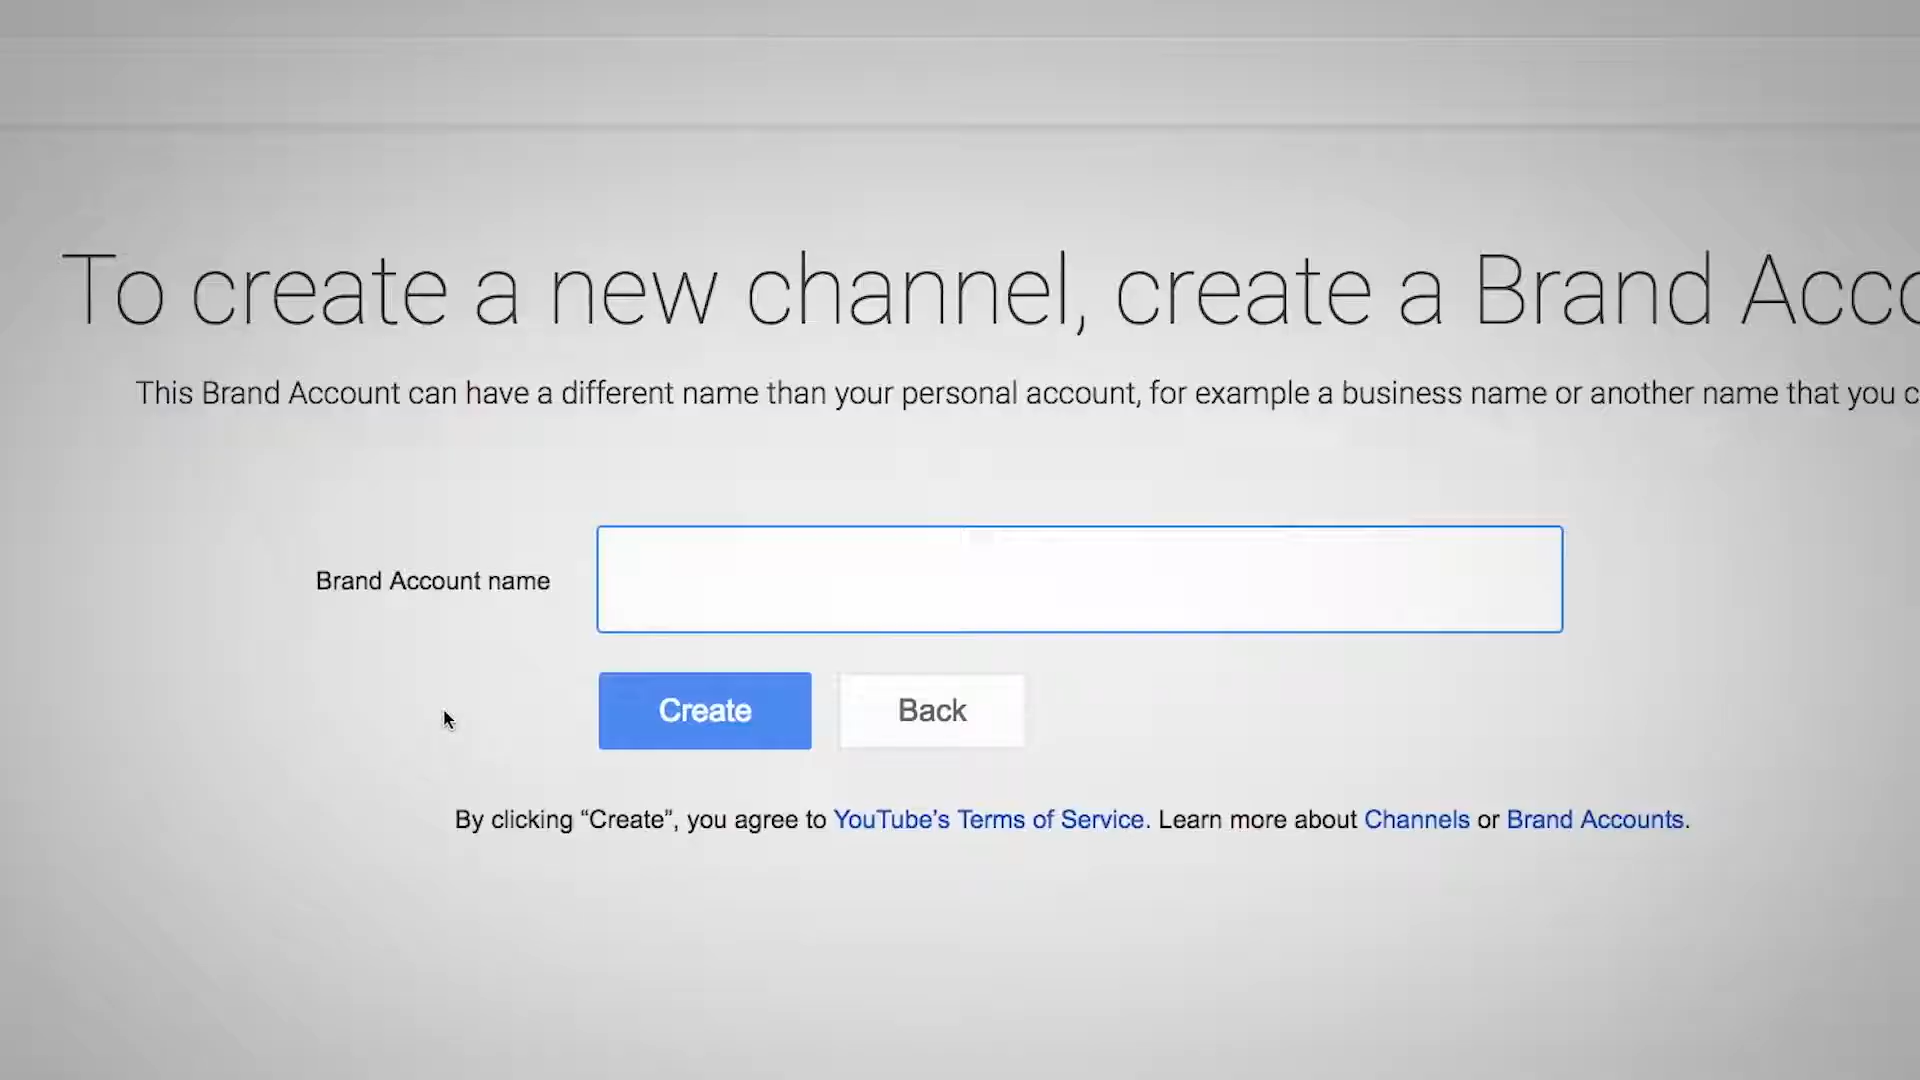 To create a new channel, create a Brand
This Brand Account can have a different name than your personal account, for example a business name or another name that you
Brand Account name
Create Back
By clicking “Create”, you agree to YouTube’s Terms of Service. Learn more about Channels or Brand Accounts.